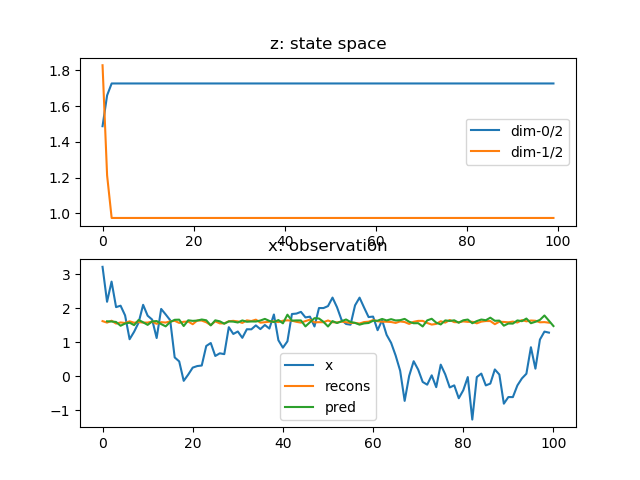 z: state space
1.8
1.6
1.4
1.2
1.0
dim-0/2
dim-1/2
0 20 40 60 80 100
x: observation
3
2
1
0
−1
x
recons
pred
0 20 40 60 80 100